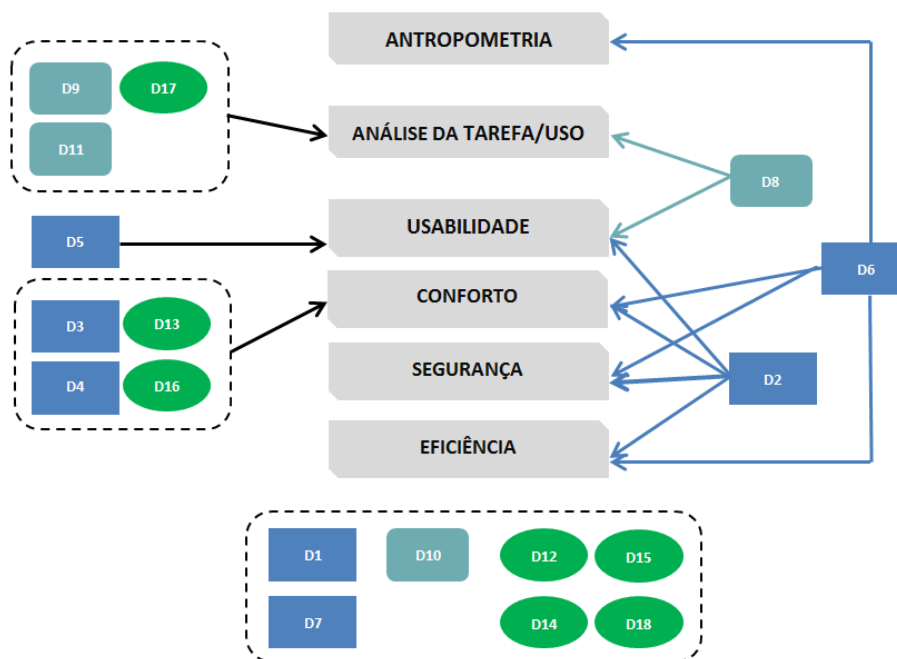 ANTROPOMETRIA
D9
D17
D11
ANÁLISE DA TAREFA/USO
D8
D5
USABILIDADE
D6
CONFORTO
D3
D13
D4
D16
SEGURANÇA
D2
EFICIÊNCIA
D1
D10
D12
D15
D7
D14
D18